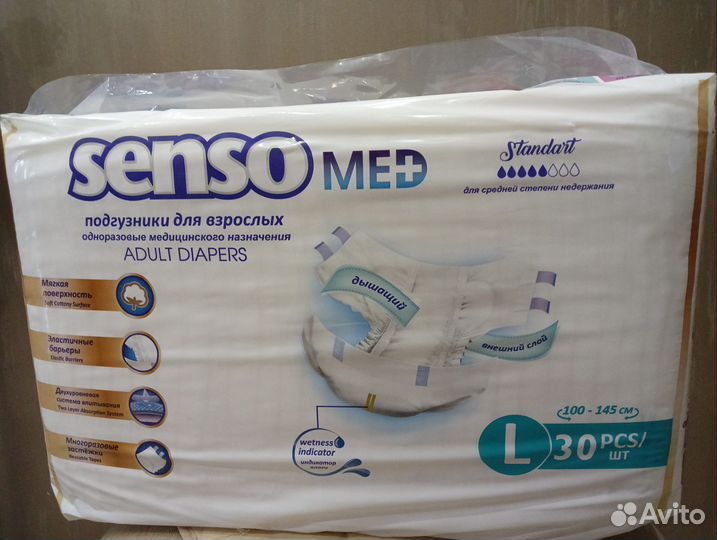 senso MED
подгузники для взрослых
одноразовые медицинского назначения
ADULT DIAPERS
Standart
для средней степени недержания
Мягкая
поверхность
Soft Cottony Surface
Эластичные
барьеры
Elastic Barriers
Двухуровневая
система впитывания
Two Layer Absorption System
Многоразовые
застёжки
Reusable Tapes
дышащий
внешний слой
wetness
indicator
индикатор
влаги
100 - 145 см
L 30 PCS/
ШТ
Avito